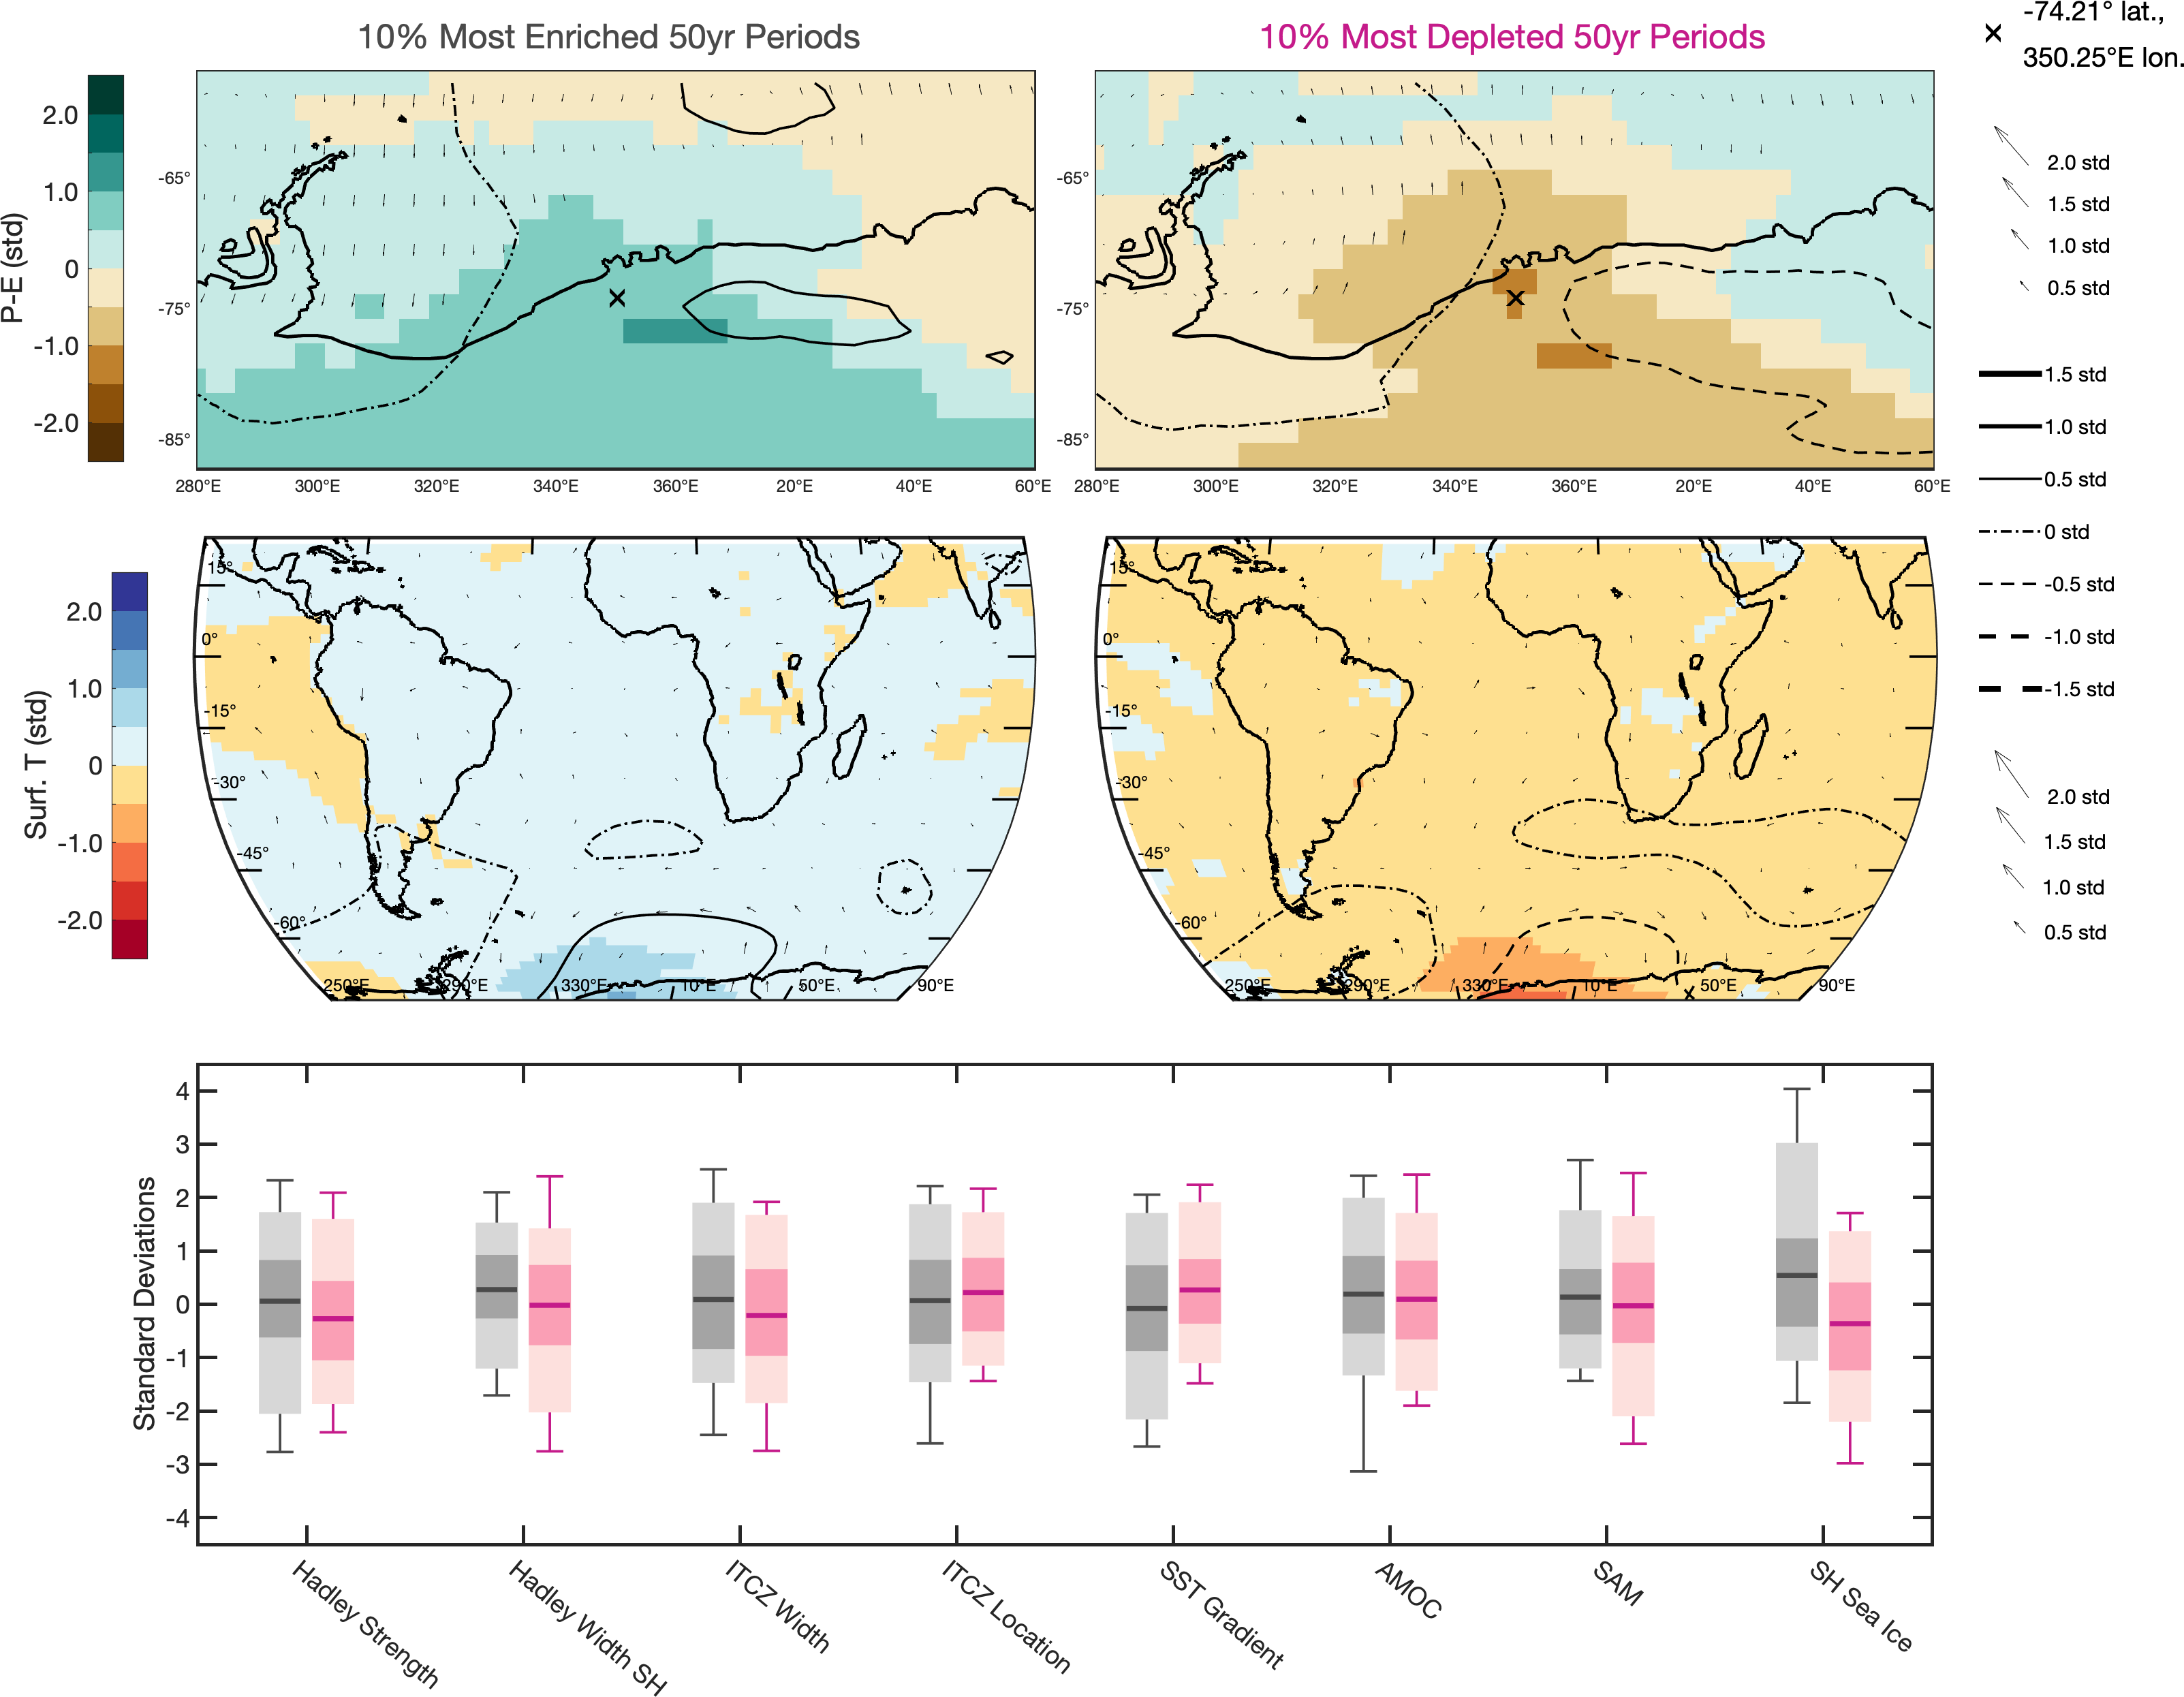 10% Most Enriched 50yr Periods
10% Most Depleted 50yr Periods
-74.21° lat.,
350.25°E lon.
P-E (std)
2.0
1.0
0
-1.0
-2.0
-65°
-75°
-85°
280°E 300°E 320°E 340°E 360°E 20°E 40°E 60°E
-65°
-75°
-85°
280°E 300°E 320°E 340°E 360°E 20°E 40°E 60°E
2.0 std
1.5 std
1.0 std
0.5 std
1.5 std
1.0 std
0.5 std
0 std
-0.5 std
-1.0 std
-1.5 std
2.0 std
1.5 std
1.0 std
0.5 std
Surf. T (std)
2.0
1.0
0
-1.0
-2.0
15°
0°
-15°
-30°
-45°
-60°
250°E 290°E 330°E 10°E 50°E 90°E
15°
0°
-15°
-30°
-45°
-60°
250°E 290°E 330°E 10°E 50°E 90°E
Standard Deviations
4
3
2
1
0
-1
-2
-3
-4
Hadley Strength
Hadley Width SH
ITCZ Width
ITCZ Location
SST Gradient
AMOC
SAM
SH Sea Ice